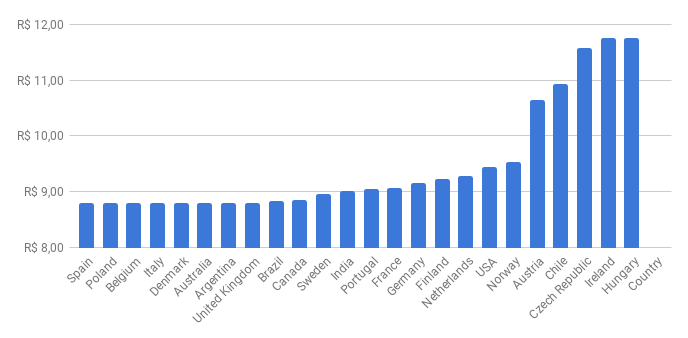 R$ 12,00
R$ 11,00
R$ 10,00
R$ 9,00
R$ 8,00
Spain
Poland
Belgium
Italy
Denmark
Australia
Argentina
United Kingdom
Brazil
Canada
Sweden
India
Portugal
France
Germany
Finland
Netherlands
USA
Norway
Austria
Chile
Czech Republic
Ireland
Hungary
Country